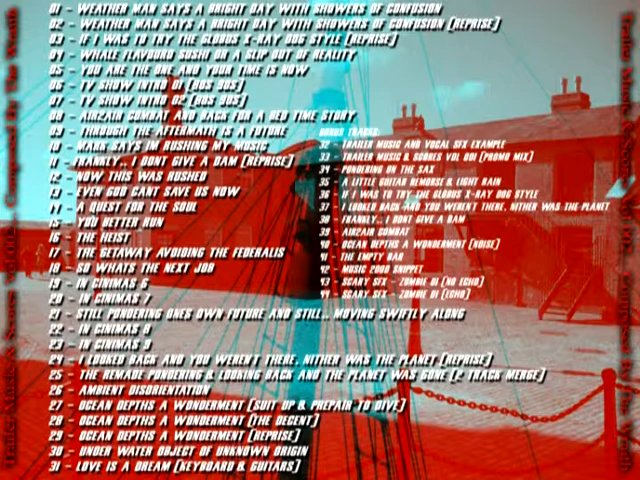 01 - WEATHER MAN SAYS A BRIGHT DAY WITH SHOWERS OF CONFUSION
02 - WEATHER MAN SAYS A BRIGHT DAY WITH SHOWERS OF CONFUSION [REPRISE]
03 - IF I WAS TO TRY THE GLOBUS X-RAY DOG STYLE [REPRISE]
04 - WHALE FLAVOURD SUSHI OR A SLIP OUT OF REALITY
05 - YOU ARE THE ONE AND YOUR TIME IS NOW
06 - TV SHOW INTRO 01 [80S 90S]
07 - TV SHOW INTRO 02 [80S 90S]
08 - AIRZAIR COMBAT AND BACK FOR A BED TIME STORY
09 - THROUGH THE AFTERMATH IS A FUTURE
10 - MARK SAYS IM RUSHING MY MUSIC
11 - FRANKLY.. I DONT GIVE A DAM [REPRISE]
12 - NOW THIS WAS RUSHED
13 - EVEN GOD CANT SAVE US NOW
14 - A QUEST FOR THE SOUL
15 - YOU BETTER RUN
16 - THE HEIST
17 - THE GETAWAY AVOIDING THE FEDERALIS
18 - SO WHATS THE NEXT JOB
19 - IN CINIMAS 6
20 - IN CINIMAS 7
21 - STILL PONDERING ONES OWN FUTURE AND STILL.. MOVING SWIFTLY ALONG
22 - IN CINIMAS 8
23 - IN CINIMAS 9
24 - I LOOKED BACK AND YOU WERENT THERE, NITHER WAS THE PLANET [REPRISE]
25 - THE REMADE PONDERING & LOOKING BACK AND THE PLANET WAS GONE [2 TRACK MERGE]
26 - AMBIENT DISORIENTATION
27 - OCEAN DEPTHS A WONDERMENT [SUIT UP & PREPAIR TO DIVE]
28 - OCEAN DEPTHS A WONDERMENT [THE DECENT]
29 - OCEAN DEPTHS A WONDERMENT [REPRISE]
30 - UNDER WATER OBJECT OF UNKNOWN ORIGIN
31 - LOVE IS A DREAM [KEYBOARD & GUITARS]
BONUS TRACKS:
32 - TRAILER MUSIC AND VOCAL SFX EXAMPLE
33 - TRAILER MUSIC & SCORES VOL 001 [PROMO MIX]
34 - PONDERING ON THE SAX
35 - A LITTLE GUITAR REMORSE & LIGHT RAIN
36 - IF I WAS TO TRY THE GLOBUS X-RAY DOG STYLE
37 - I LOOKED BACK AND YOU WERENT THERE, NITHER WAS THE PLANET
38 - FRANKLY.. I DONT GIVE A DAM
39 - AIRZAIR COMBAT
40 - OCEAN DEPTHS A WONDERMENT [NOISE]
41 - THE EMPTY BAR
42 - MUSIC 2000 SNIPPET
43 - SCARY SFX - ZOMBIE 01 [NO ECHO]
44 - SCARY SFX - ZOMBIE 01 [ECHO]